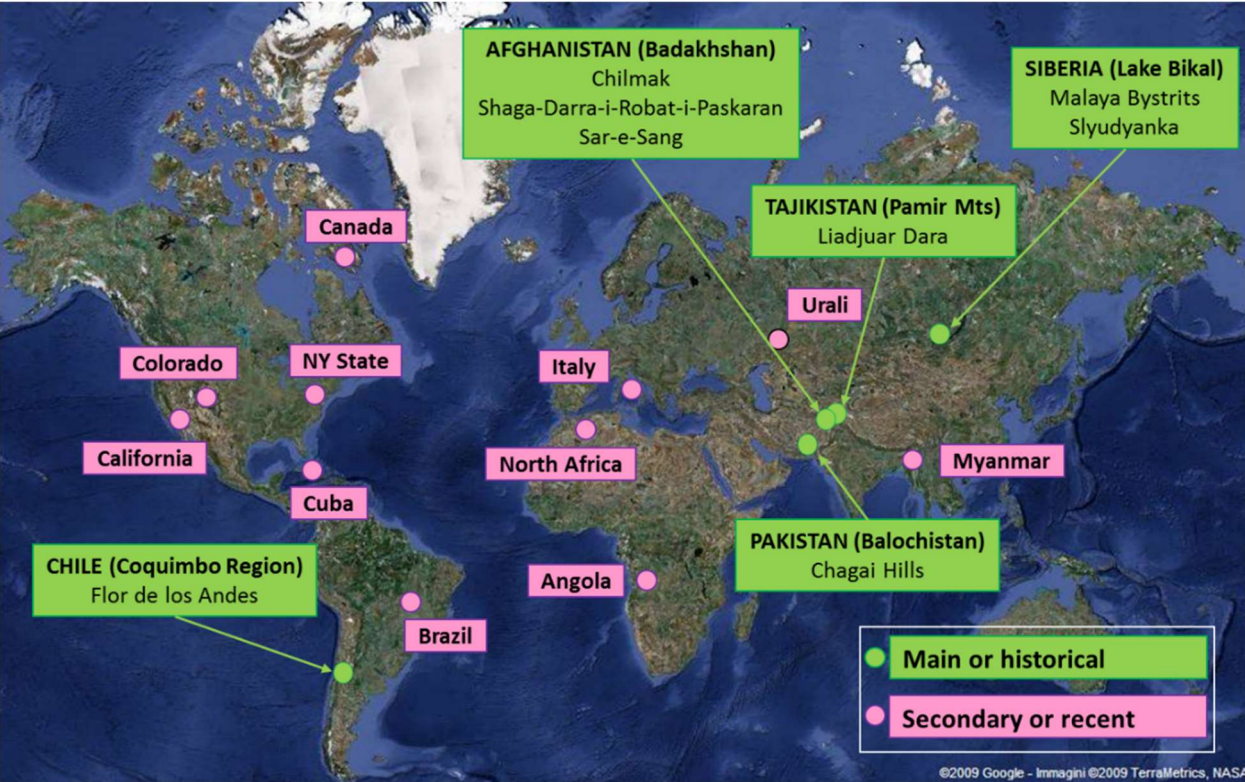 AFGHANISTAN (Badakhshan)
Chilmak
Shaga-Darra-i-Robat-i-Paskaran
Sar-e-Sang
SIBERIA (Lake Bikal)
Malaya Bystrits
Slyudyanka
TAJIKISTAN (Pamir Mts)
Liadjuar Dara
Canada
Urali
Colorado
NY State
Italy
California
North Africa
Myanmar
Cuba
PAKISTAN (Balochistan)
Chagai Hills
CHILE (Coquimbo Region)
Flor de los Andes
Angola
Brazil
Main or historical
Secondary or recent
©2009 Google - Immagini ©2009 TerraMetrics, NASA